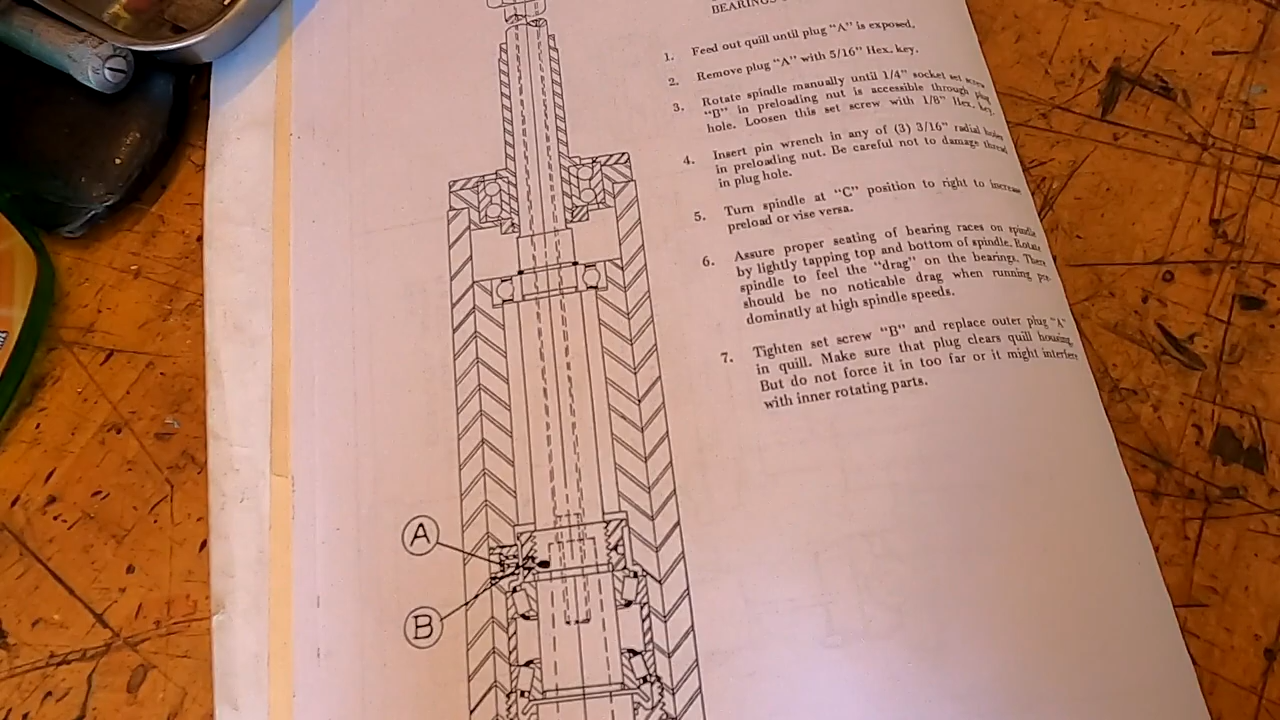 BEARINGS
1. Feed out quill until plug "A" is exposed.
2. Remove plug "A" with 5/16" Hex. key.
3. Rotate spindle manually until 1/4" socket set screw
"B" in preloading nut is accessible through plug
hole. Loosen this set screw with 1/8" Hex. key.
4. Insert pin wrench in any of (3) 3/16" radial holes
in preloading nut. Be careful not to damage thread
in plug hole.
5. Turn spindle at "C" position to right to increase
preload or vise versa.
6. Assure proper seating of bearing races on spindle
by lightly tapping top and bottom of spindle. Rotate
spindle to feel the "drag" on the bearings. There
should be no noticable drag when running pre-
dominatly at high spindle speeds.
7. Tighten set screw "B" and replace outer plug "A"
in quill. Make sure that plug clears quill housing.
But do not force it in too far or it might interfere
with inner rotating parts.
A
B